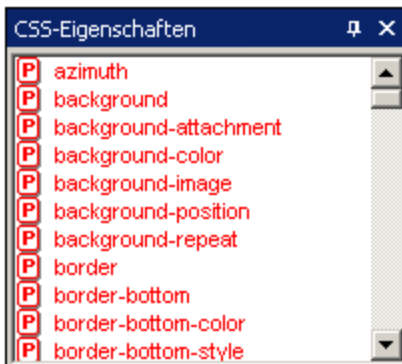 CSS-Eigenschaften
P azimuth
P background
P background-attachment
P background-color
P background-image
P background-position
P background-repeat
P border
P border-bottom
P border-bottom-color
P border-bottom-style